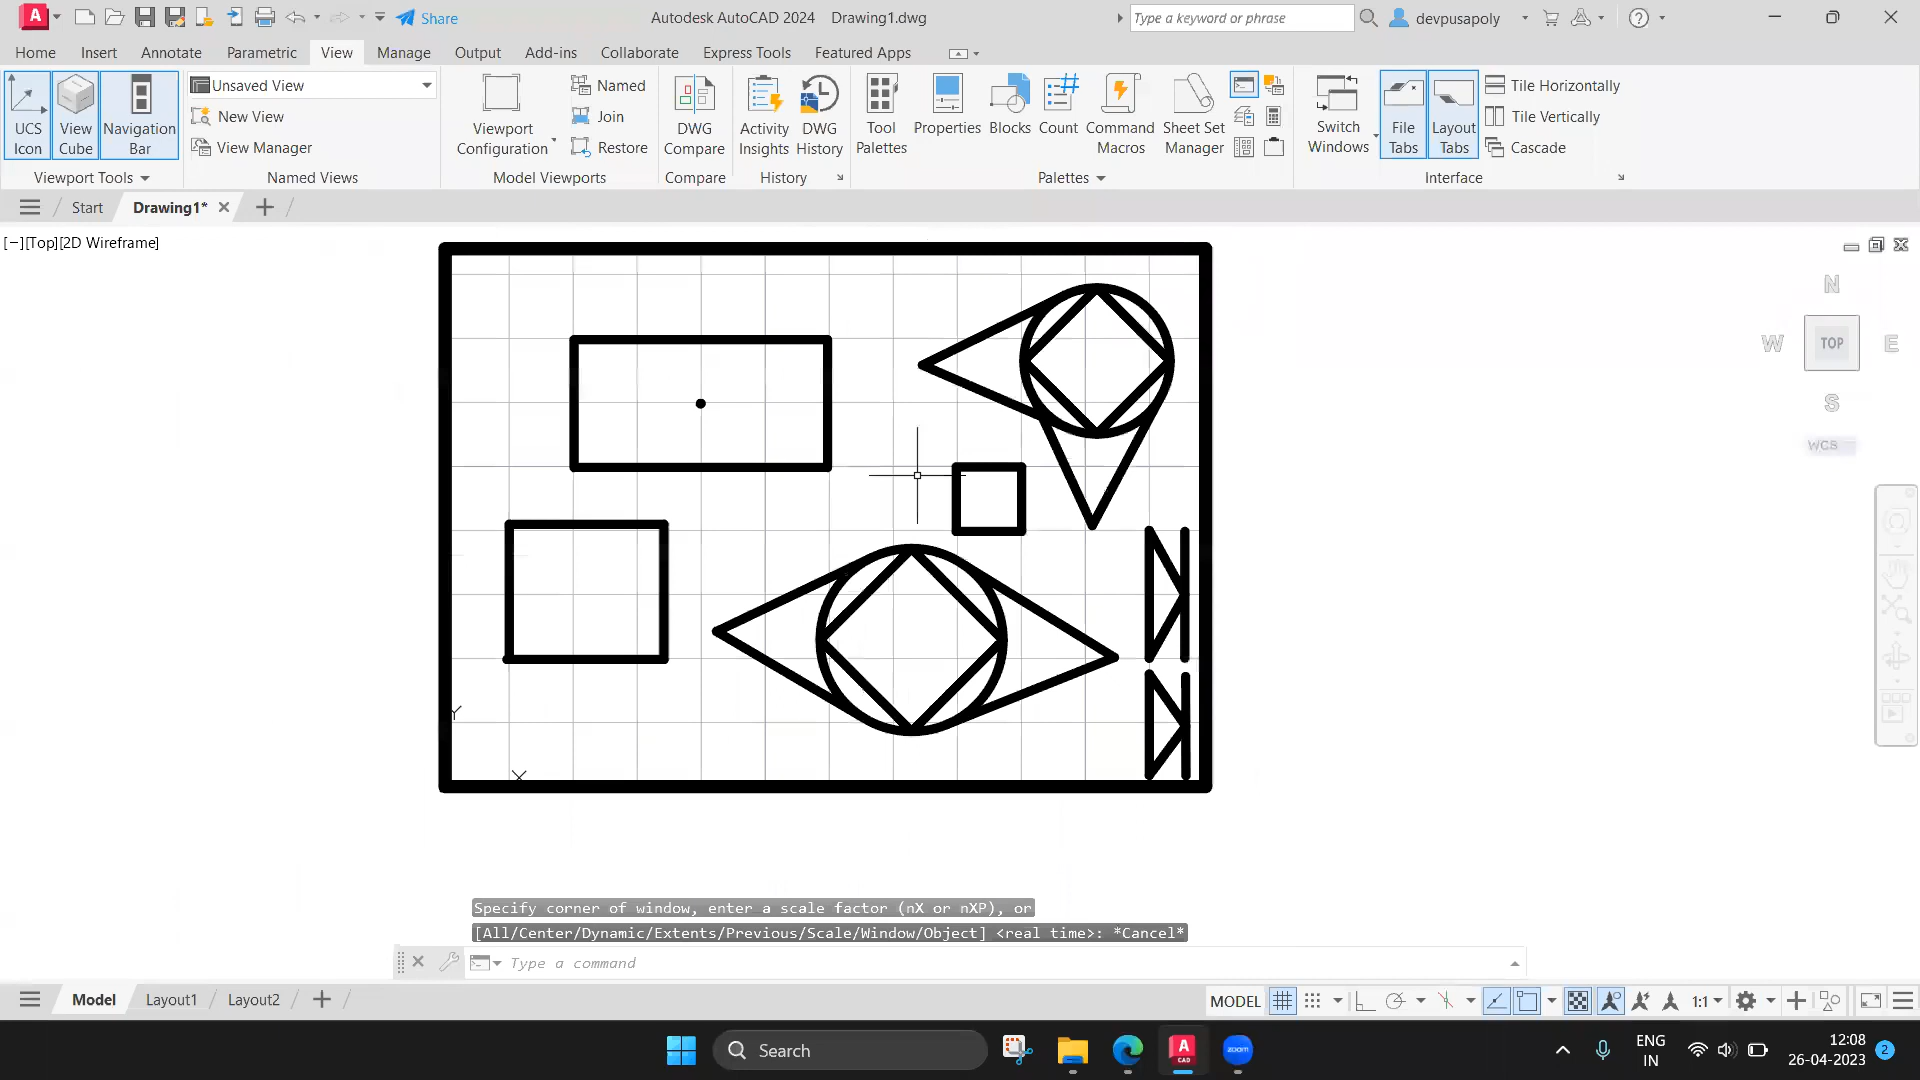 A CAD Share Autodesk AutoCAD 2024 Drawing1.dwg Type a keyword or phrase devpusapoly
Home Insert Annotate Parametric View Manage Output Add-ins Collaborate Express Tools Featured Apps
UCS Icon
View Cube
Navigation Bar
Unsaved View
New View
View Manager
Viewport Configuration
Named
Join
Restore
DWG Compare
Activity Insights
DWG History
Tool Palettes
Properties
Blocks
Count
Command Macros
Sheet Set Manager
Switch Windows
File Tabs
Layout Tabs
Tile Horizontally
Tile Vertically
Cascade
Viewport Tools Named Views Model Viewports Compare History Palettes Interface
Start Drawing1*
[−][Top][2D Wireframe]
N
W TOP E
S
WCS
Y
X
Specify corner of window, enter a scale factor (nX or nXP), or
[All/Center/Dynamic/Extents/Previous/Scale/Window/Object] <real time>: *Cancel*
Type a command
Model Layout1 Layout2 MODEL 1:1
Search A CAD zoom ENG IN 12:08 26-04-2023 2